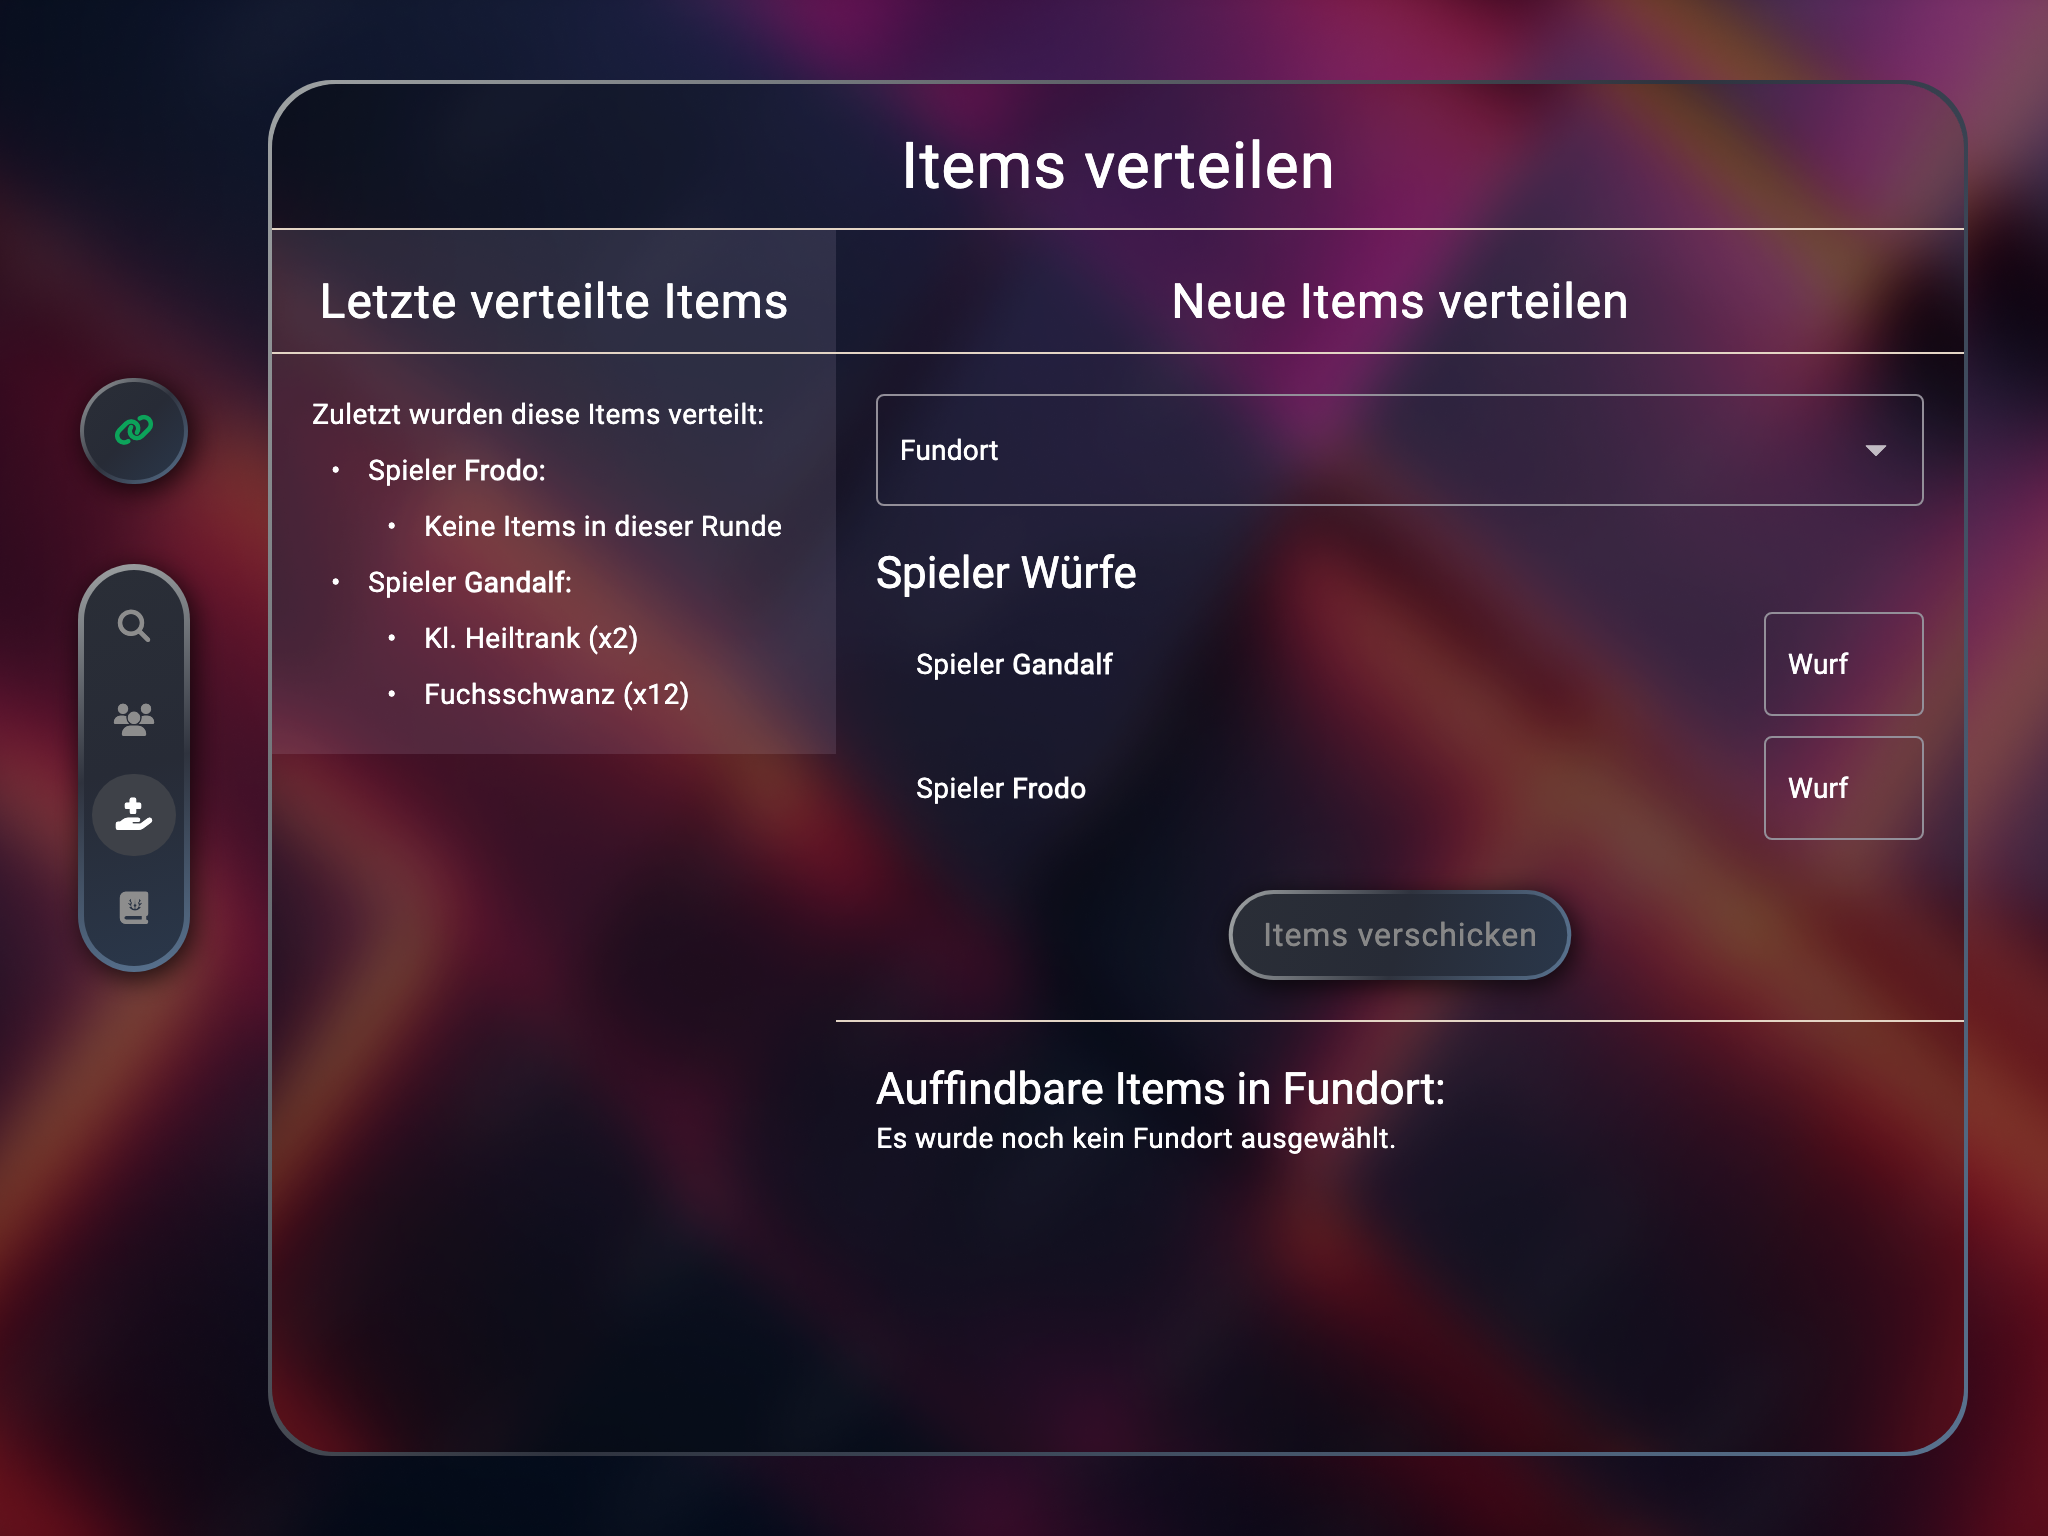 Items verteilen
Letzte verteilte Items
Zuletzt wurden diese Items verteilt:
• Spieler Frodo:
• Keine Items in dieser Runde
• Spieler Gandalf:
• Kl. Heiltrank (x2)
• Fuchsschwanz (x12)
Neue Items verteilen
Fundort
Spieler Würfe
Spieler Gandalf
Wurf
Spieler Frodo
Wurf
Items verschicken
Auffindbare Items in Fundort:
Es wurde noch kein Fundort ausgewählt.